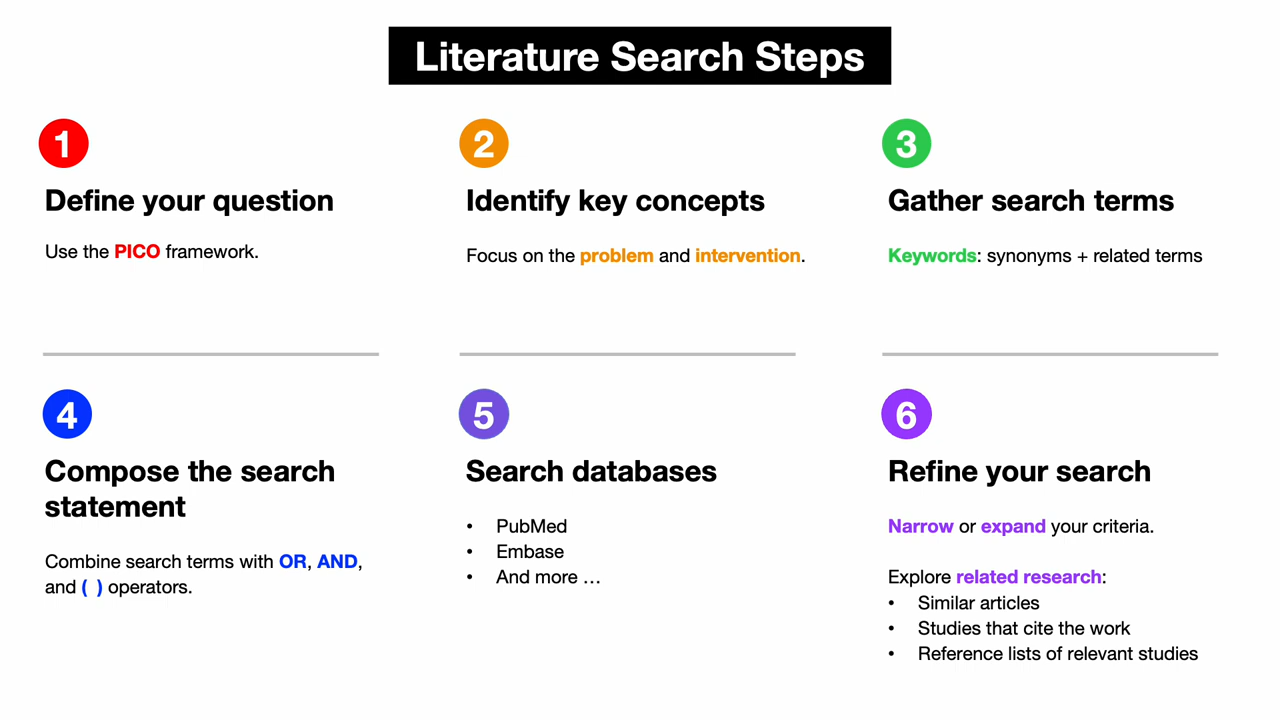 Literature Search Steps
1
Define your question
Use the PICO framework.
2
Identify key concepts
Focus on the problem and intervention.
3
Gather search terms
Keywords: synonyms + related terms
4
Compose the search
statement
Combine search terms with OR, AND,
and ( ) operators.
5
Search databases
• PubMed
• Embase
• And more …
6
Refine your search
Narrow or expand your criteria.
Explore related research:
• Similar articles
• Studies that cite the work
• Reference lists of relevant studies